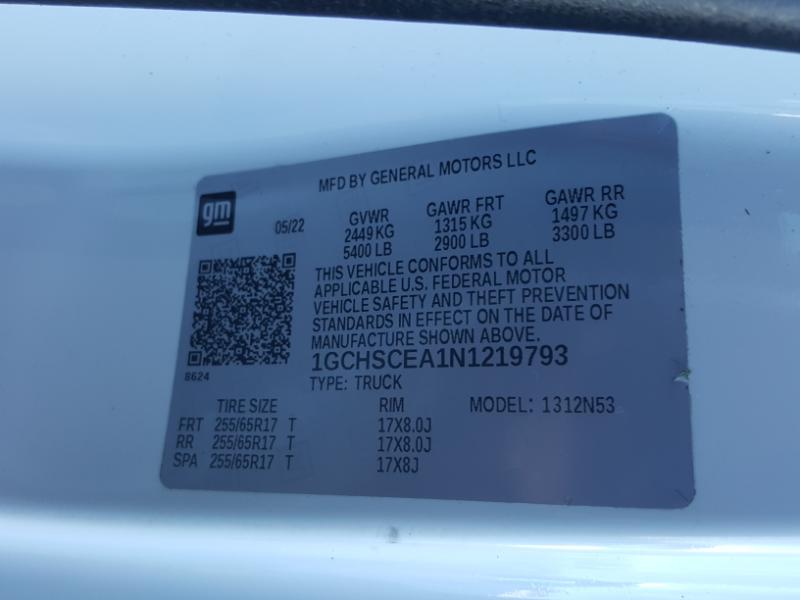 MFD BY GENERAL MOTORS LLC
gm
05/22
GVWR GAWR FRT GAWR RR
2449 KG 1315 KG 1497 KG
5400 LB 2900 LB 3300 LB
THIS VEHICLE CONFORMS TO ALL
APPLICABLE U.S. FEDERAL MOTOR
VEHICLE SAFETY AND THEFT PREVENTION
STANDARDS IN EFFECT ON THE DATE OF
MANUFACTURE SHOWN ABOVE.
1GCHSCEA1N1219793
8624
TYPE: TRUCK
TIRE SIZE RIM MODEL: 1312N53
FRT 255/65R17 T 17X8.0J
RR 255/65R17 T 17X8.0J
SPA 255/65R17 T 17X8J